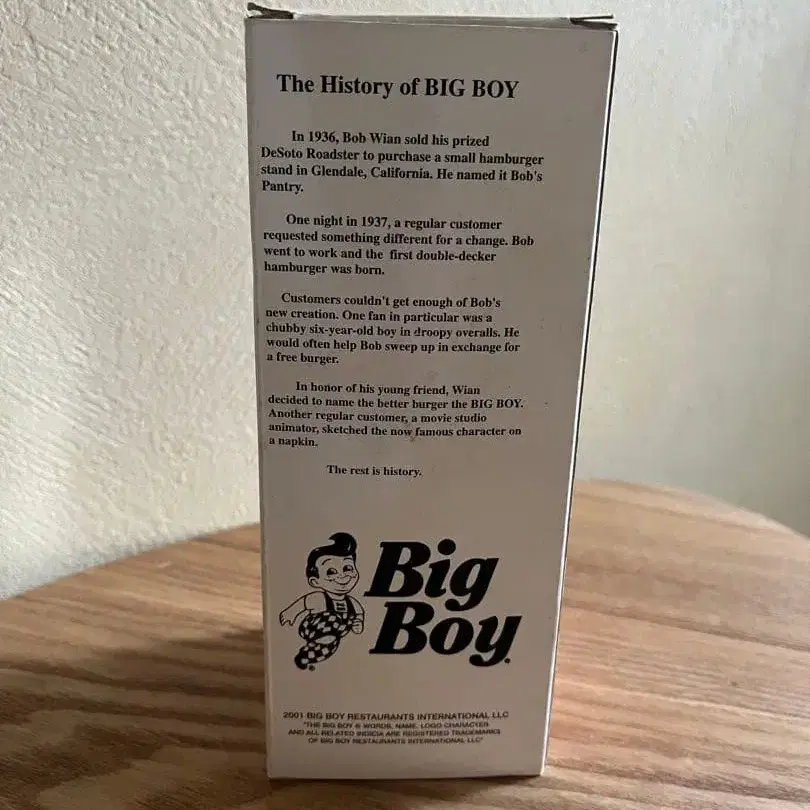 The History of BIG BOY
In 1936, Bob Wian sold his prized
DeSoto Roadster to purchase a small hamburger
stand in Glendale, California. He named it Bob's
Pantry.
One night in 1937, a regular customer
requested something different for a change. Bob
went to work and the first double-decker
hamburger was born.
Customers couldn't get enough of Bob's
new creation. One fan in particular was a
chubby six-year-old boy in droopy overalls. He
would often help Bob sweep up in exchange for
a free burger.
In honor of his young friend, Wian
decided to name the better burger the BIG BOY.
Another regular customer, a movie studio
animator, sketched the now famous character on
a napkin.
The rest is history.
Big
Boy
2001 BIG BOY RESTAURANTS INTERNATIONAL LLC
"THE BIG BOY ® WORDS, NAME, LOGO CHARACTER
AND ALL RELATED INDICIA ARE REGISTERED TRADEMARKS
OF BIG BOY RESTAURANTS INTERNATIONAL LLC"